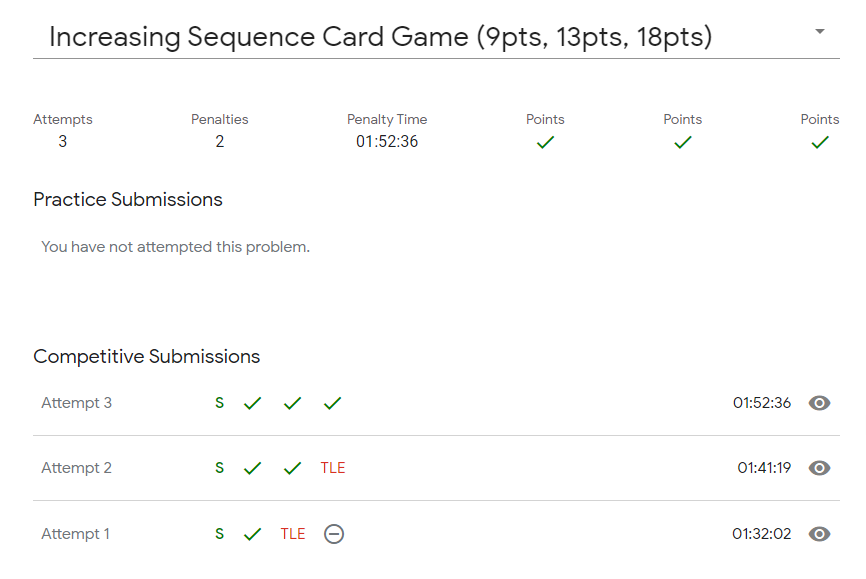 Increasing Sequence Card Game (9pts, 13pts, 18pts)
Attempts Penalties Penalty Time Points Points Points
3 2 01:52:36
Practice Submissions
You have not attempted this problem.
Competitive Submissions
Attempt 3 S 01:52:36
Attempt 2 S TLE 01:41:19
Attempt 1 S TLE 01:32:02